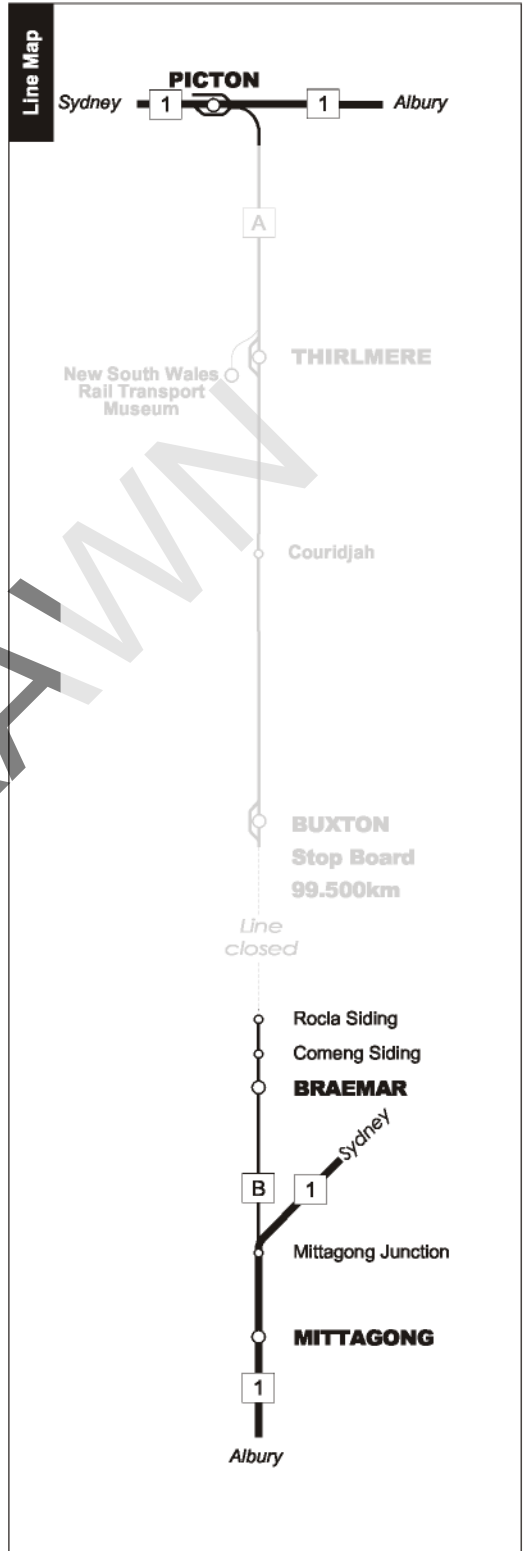 Line Map
PICTON
Sydney 1 1 Albury
A
THIRLMERE
New South Wales
Rail Transport
Museum
Couridjah
BUXTON
Stop Board
99.500km
Line
closed
Rocla Siding
Comeng Siding
BRAEMAR
Sydney
B 1
Mittagong Junction
MITTAGONG
1
Albury
AWN